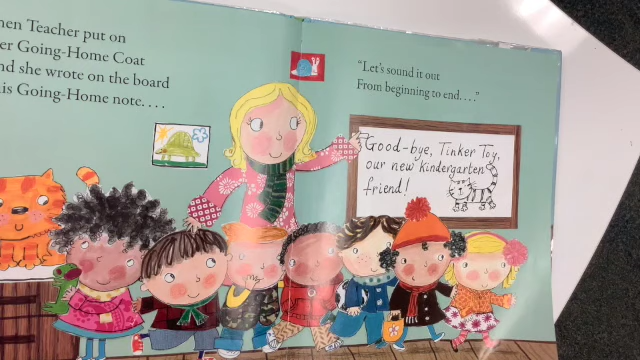 hen Teacher put on
er Going-Home Coat
nd she wrote on the board
is Going-Home note. . . .
"Let's sound it out
From beginning to end. . . ."
Good-bye, Tinker Toy,
our new kindergarten
friend!